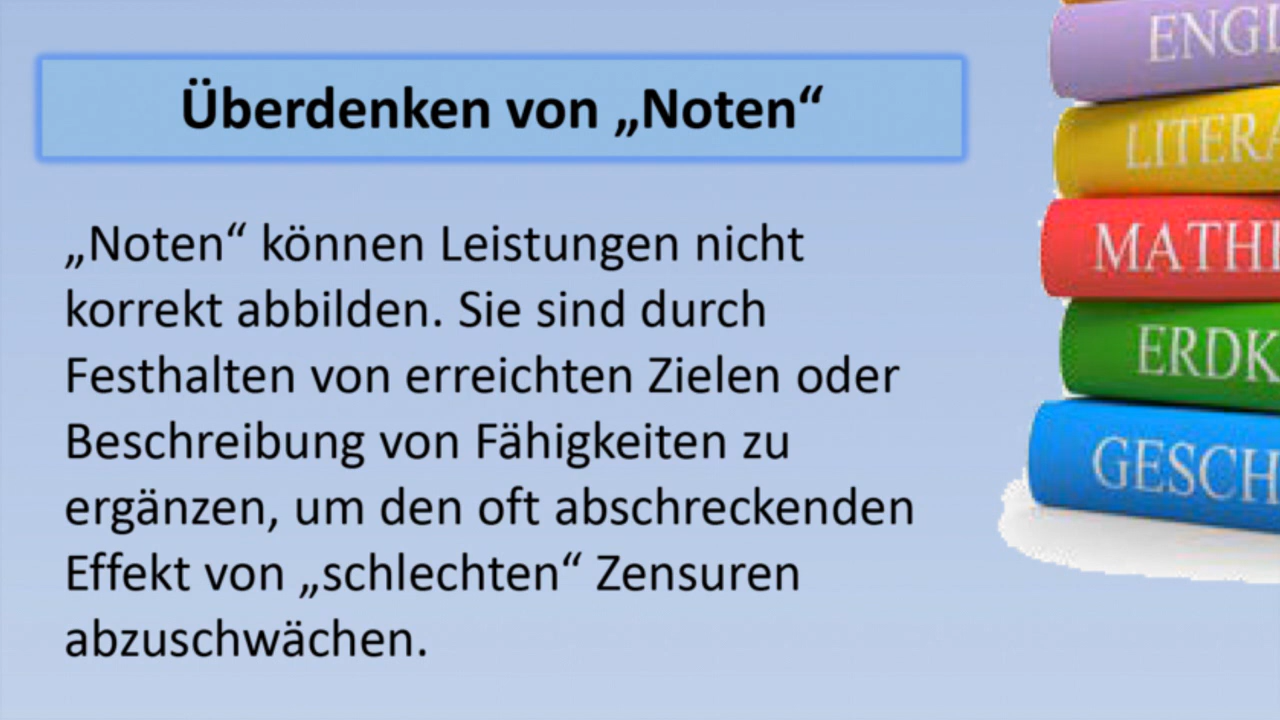 Überdenken von „Noten“
„Noten“ können Leistungen nicht
korrekt abbilden. Sie sind durch
Festhalten von erreichten Zielen oder
Beschreibung von Fähigkeiten zu
ergänzen, um den oft abschreckenden
Effekt von „schlechten“ Zensuren
abzuschwächen.
ENGL
LITERA
MATHE
ERDK
GESCH